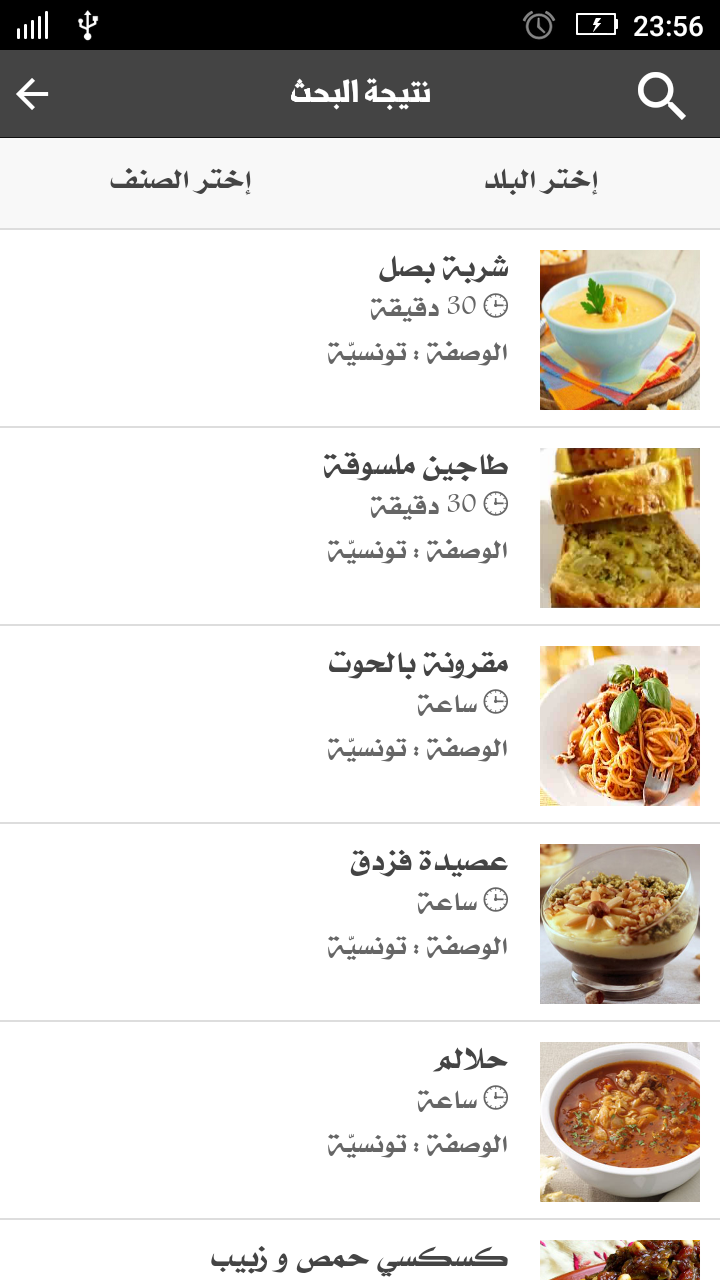 23:56
نتيجة البحث
إختر البلد
إختر الصنف
شربة بصل
30 دقيقة
الوصفة : تونسيّة
طاجين ملسوقة
30 دقيقة
الوصفة : تونسيّة
مقرونة بالحوت
ساعة
الوصفة : تونسيّة
عصيدة فزدق
ساعة
الوصفة : تونسيّة
حلالم
ساعة
الوصفة : تونسيّة
كسكسي حمص و زبيب